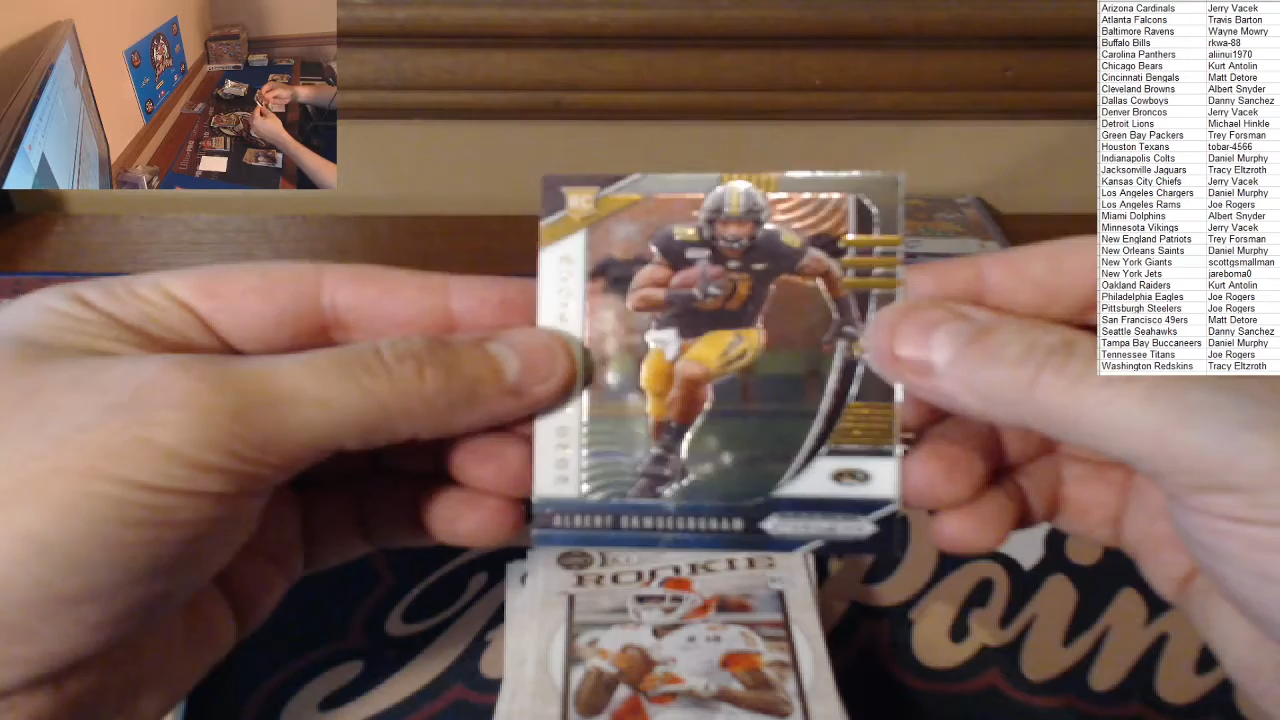 Arizona Cardinals Jerry Vacek
Atlanta Falcons Travis Barton
Baltimore Ravens Wayne Mowry
Buffalo Bills rkwa-88
Carolina Panthers aliinui1970
Chicago Bears Kurt Antolin
Cincinnati Bengals Matt Detore
Cleveland Browns Albert Snyder
Dallas Cowboys Danny Sanchez
Denver Broncos Jerry Vacek
Detroit Lions Michael Hinkle
Green Bay Packers Trey Forsman
Houston Texans tobar-4566
Indianapolis Colts Daniel Murphy
Jacksonville Jaguars Tracy Eltzroth
Kansas City Chiefs Jerry Vacek
Los Angeles Chargers Daniel Murphy
Los Angeles Rams Joe Rogers
Miami Dolphins Albert Snyder
Minnesota Vikings Jerry Vacek
New England Patriots Trey Forsman
New Orleans Saints Daniel Murphy
New York Giants scottgsmallman
New York Jets jareboma0
Oakland Raiders Kurt Antolin
Philadelphia Eagles Joe Rogers
Pittsburgh Steelers Joe Rogers
San Francisco 49ers Matt Detore
Seattle Seahawks Danny Sanchez
Tampa Bay Buccaneers Daniel Murphy
Tennessee Titans Joe Rogers
Washington Redskins Tracy Eltzroth
RC
ALBERT OKWUEGBUNAM
ROOKIE
Poin